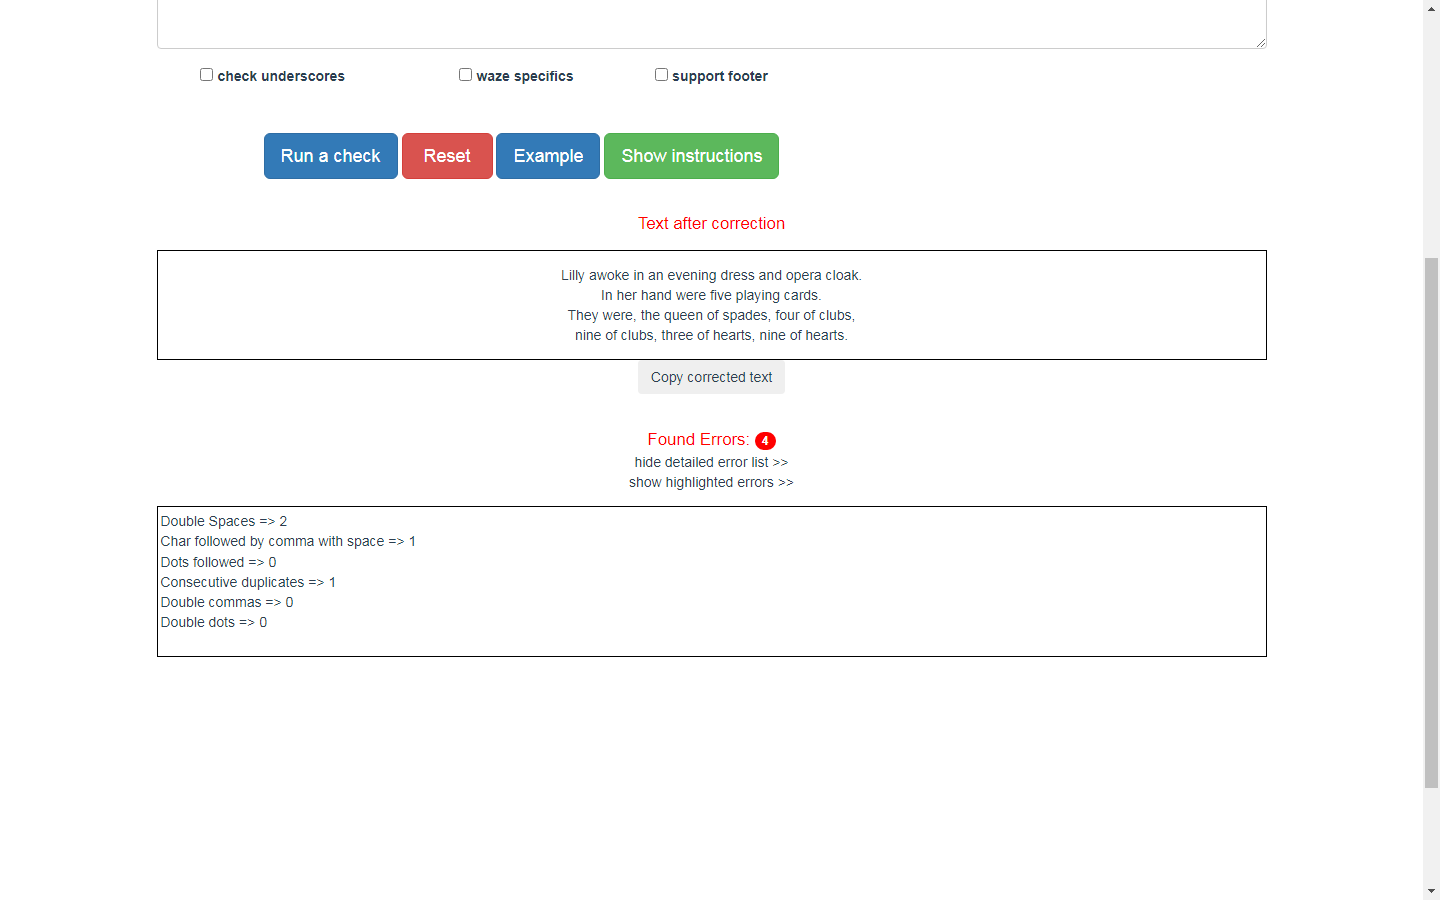 check underscores waze specifics support footer
Run a check Reset Example Show instructions
Text after correction
Lilly awoke in an evening dress and opera cloak.
In her hand were five playing cards.
They were, the queen of spades, four of clubs,
nine of clubs, three of hearts, nine of hearts.
Copy corrected text
Found Errors: 4
hide detailed error list >>
show highlighted errors >>
Double Spaces => 2
Char followed by comma with space => 1
Dots followed => 0
Consecutive duplicates => 1
Double commas => 0
Double dots => 0